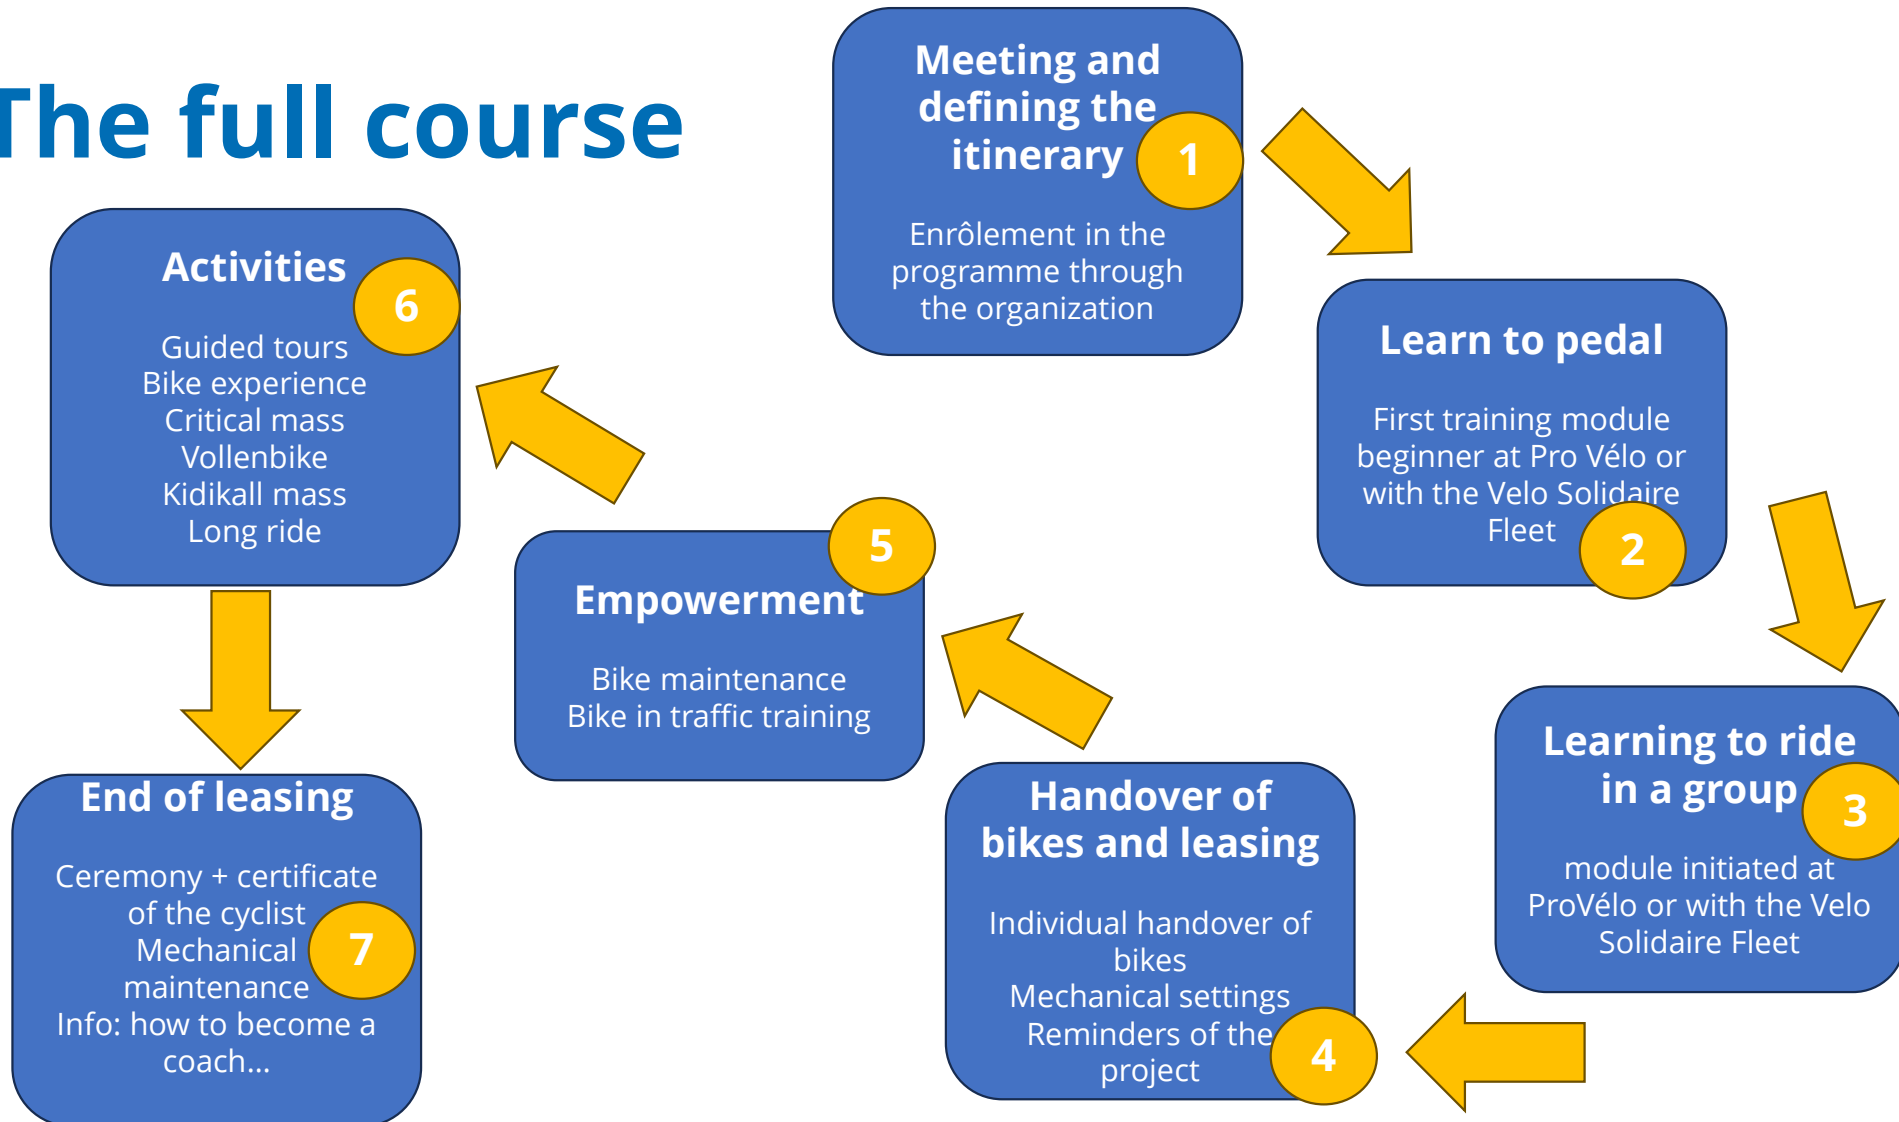 The full course
Meeting and
defining the
itinerary
1
Enrôlement in the
programme through
the organization
Learn to pedal
First training module
beginner at Pro Vélo or
with the Velo Solidaire
Fleet
2
Learning to ride
in a group
3
module initiated at
ProVélo or with the Velo
Solidaire Fleet
Handover of
bikes and leasing
Individual handover of
bikes
Mechanical settings
Reminders of the
project
4
5
Empowerment
Bike maintenance
Bike in traffic training
Activities
6
Guided tours
Bike experience
Critical mass
Vollenbike
Kidikall mass
Long ride
End of leasing
Ceremony + certificate
of the cyclist
Mechanical
maintenance
Info: how to become a
coach...
7